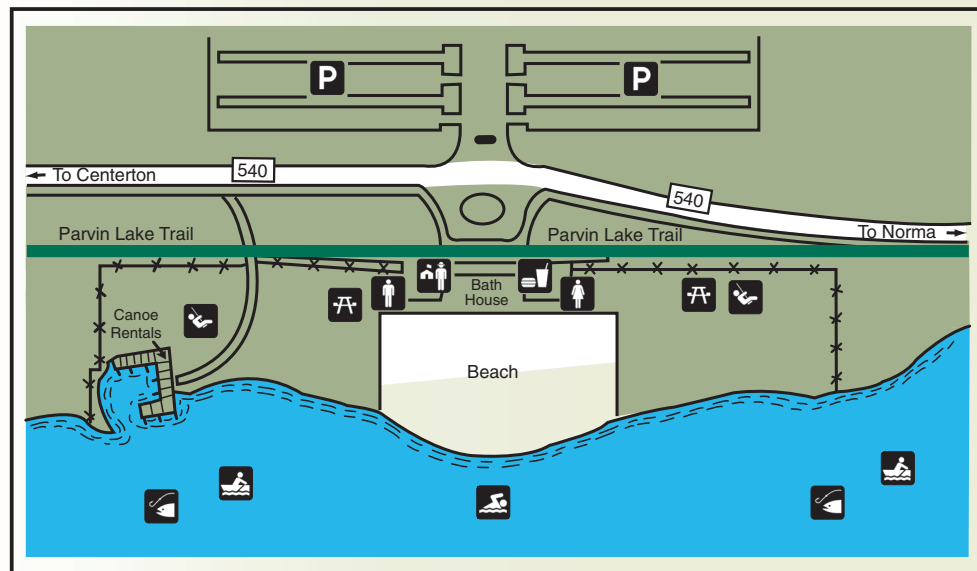 P
P
540
To Centerton
540
To Norma
Parvin Lake Trail
Parvin Lake Trail
Bath
House
Canoe
Rentals
Beach